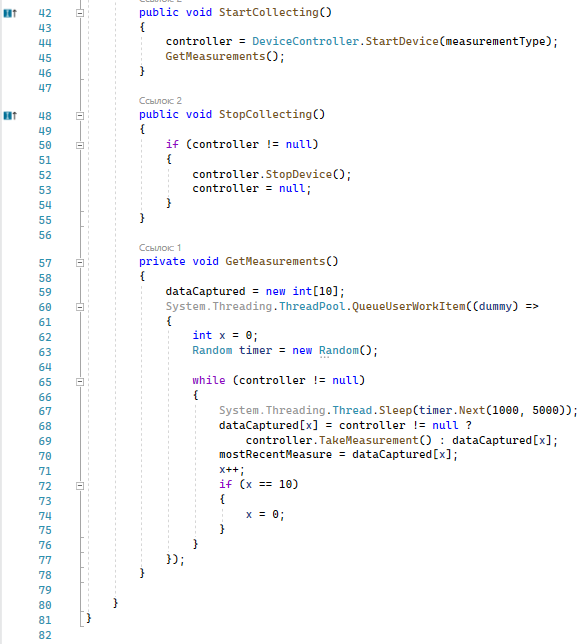 Ссылок: 2
42 public void StartCollecting()
43 {
44 controller = DeviceController.StartDevice(measurementType);
45 GetMeasurements();
46 }
47
Ссылок: 2
48 public void StopCollecting()
49 {
50 if (controller != null)
51 {
52 controller.StopDevice();
53 controller = null;
54 }
55 }
56
Ссылок: 1
57 private void GetMeasurements()
58 {
59 dataCaptured = new int[10];
60 System.Threading.ThreadPool.QueueUserWorkItem((dummy) =>
61 {
62 int x = 0;
63 Random timer = new Random();
64
65 while (controller != null)
66 {
67 System.Threading.Thread.Sleep(timer.Next(1000, 5000));
68 dataCaptured[x] = controller != null ?
69 controller.TakeMeasurement() : dataCaptured[x];
70 mostRecentMeasure = dataCaptured[x];
71 x++;
72 if (x == 10)
73 {
74 x = 0;
75 }
76 }
77 });
78 }
79
80 }
81 }
82